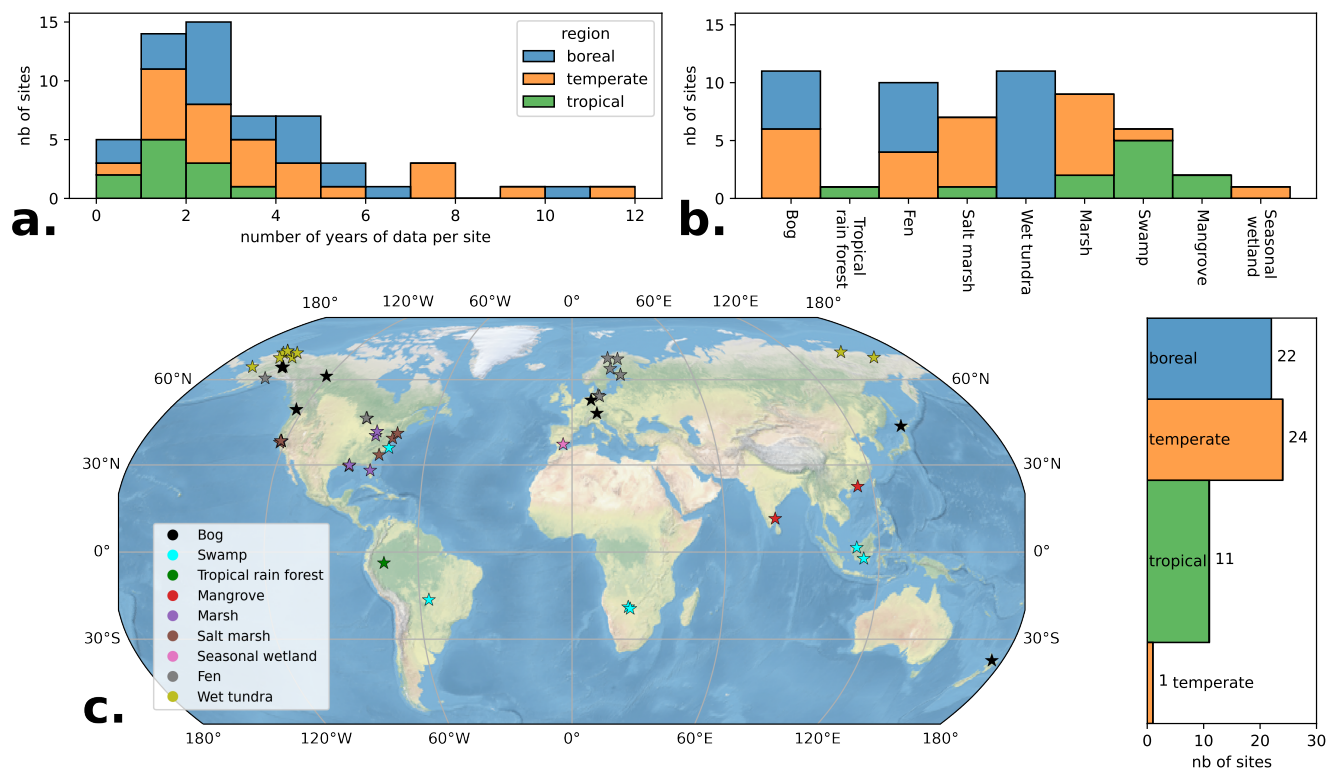 15
10
5
0
nb of sites
region
boreal
temperate
tropical
0
2
4
6
8
10
12
number of years of data per site
a.
15
10
5
0
nb of sites
Bog
Tropical
rain forest
Fen
Salt marsh
Wet tundra
Marsh
Swamp
Mangrove
Seasonal
wetland
b.
180°
120°W
60°W
0°
60°E
120°E
180°
60°N
60°N
30°N
30°N
0°
0°
30°S
30°S
Bog
Swamp
Tropical rain forest
Mangrove
Marsh
Salt marsh
Seasonal wetland
Fen
Wet tundra
c.
180°
120°W
60°W
0°
60°E
120°E
180°
boreal
22
temperate
24
tropical
11
1 temperate
0
10
20
30
nb of sites